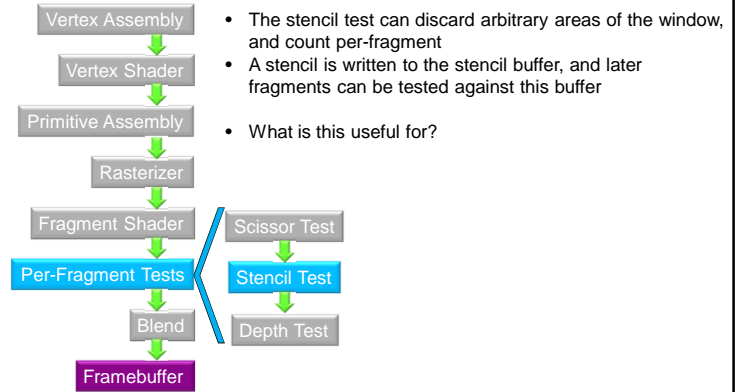 Vertex Assembly
Vertex Shader
Primitive Assembly
Rasterizer
Fragment Shader
Per-Fragment Tests
Blend
Framebuffer
Scissor Test
Stencil Test
Depth Test
• The stencil test can discard arbitrary areas of the window,
and count per-fragment
• A stencil is written to the stencil buffer, and later
fragments can be tested against this buffer
• What is this useful for?